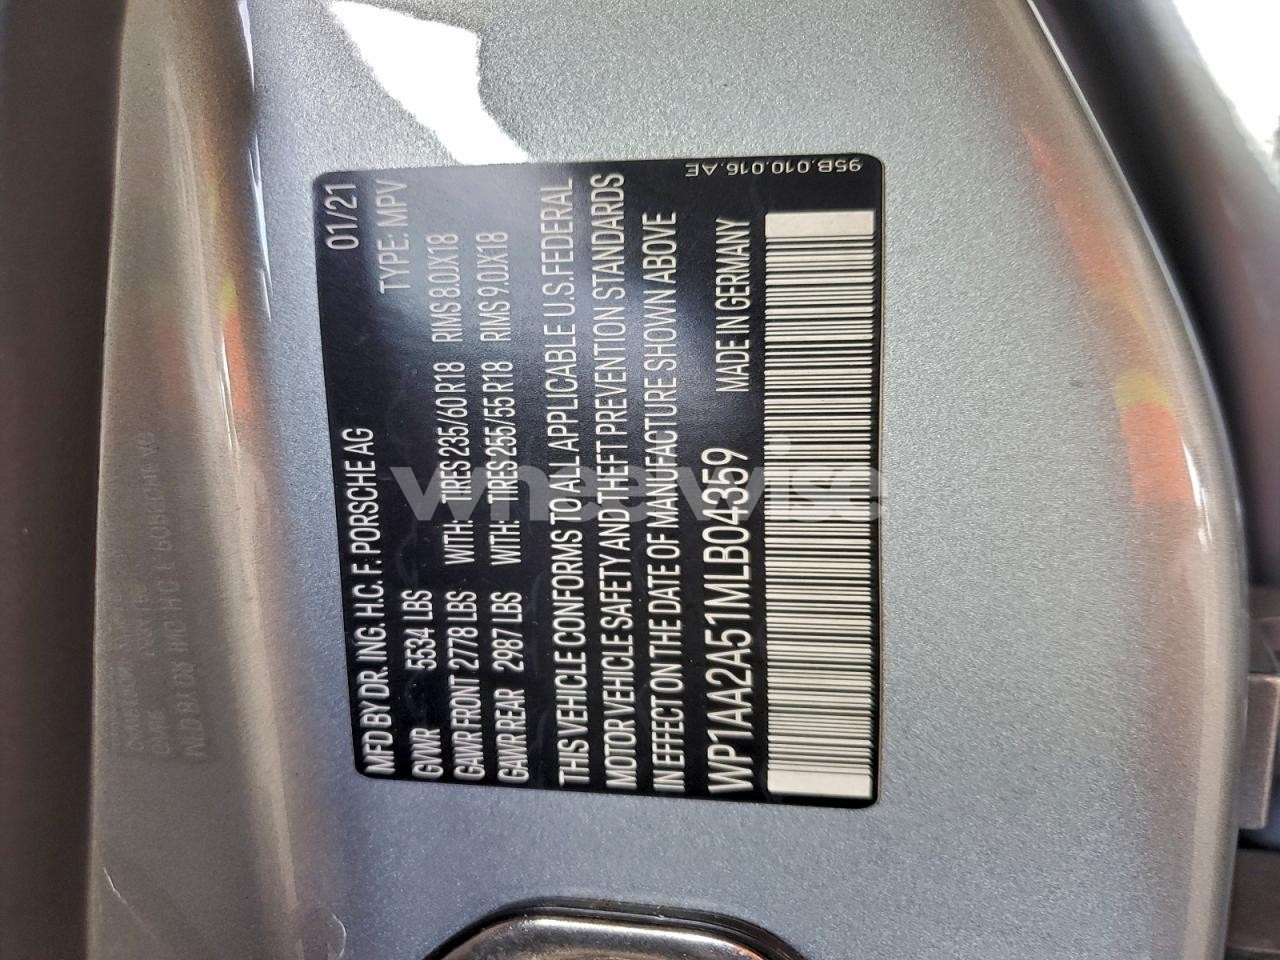 01/21
MFD BY DR. ING. H.C. F. PORSCHE AG TYPE: MPV
GVWR 5534 LBS
GAWR FRONT 2778 LBS WITH: TIRES 235/60 R18 RIMS 8.0JX18
GAWR REAR 2987 LBS WITH: TIRES 255/55 R18 RIMS 9.0JX18
THIS VEHICLE CONFORMS TO ALL APPLICABLE U.S. FEDERAL
MOTOR VEHICLE SAFETY AND THEFT PREVENTION STANDARDS
IN EFFECT ON THE DATE OF MANUFACTURE SHOWN ABOVE
WP1AA2A51MLB04359 MADE IN GERMANY
95B.010.016.AE
wheelwise